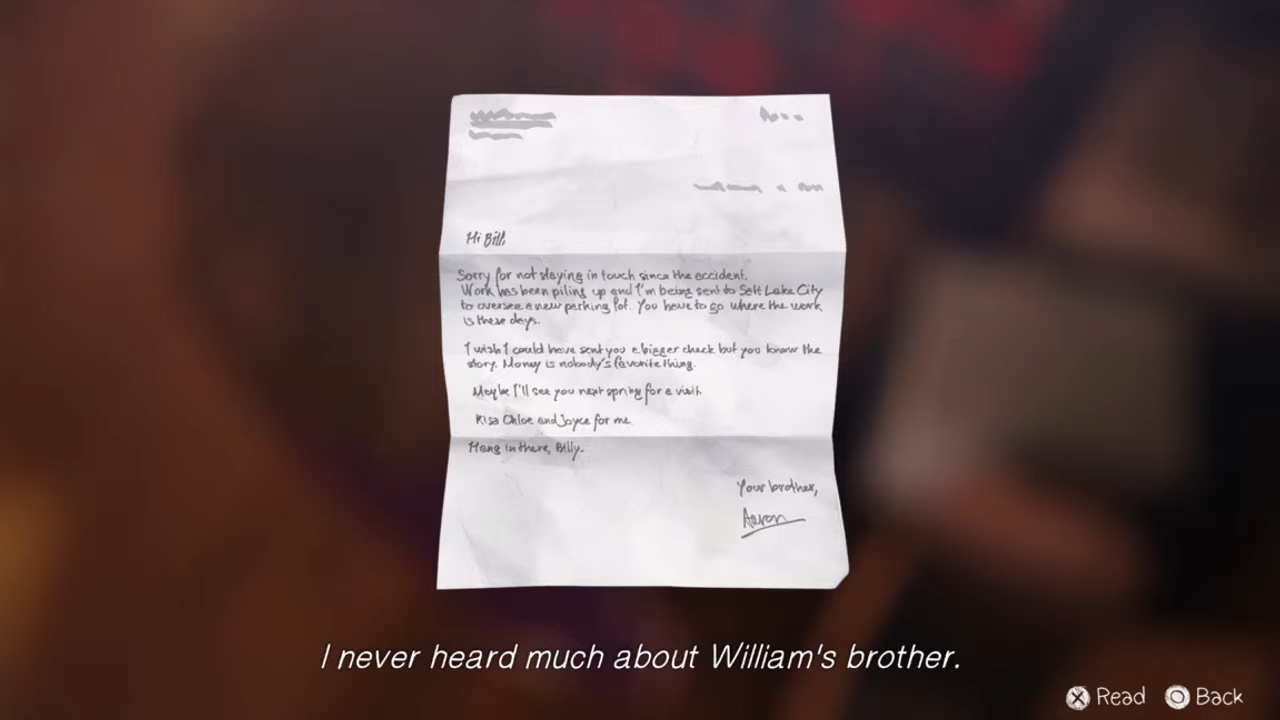 Hi Bill,
Sorry for not staying in touch since the accident.
Work has been piling up and I'm being sent to Salt Lake City
to oversee a new parking lot. You have to go where the work
is these days.
I wish I could have sent you a bigger check but you know the
story. Money is nobody's favorite thing.
Maybe I'll see you next spring for a visit.
Kiss Chloe and Joyce for me.
Hang in there, Billy.
Your brother,
Aaron
I never heard much about William's brother.
Read Back